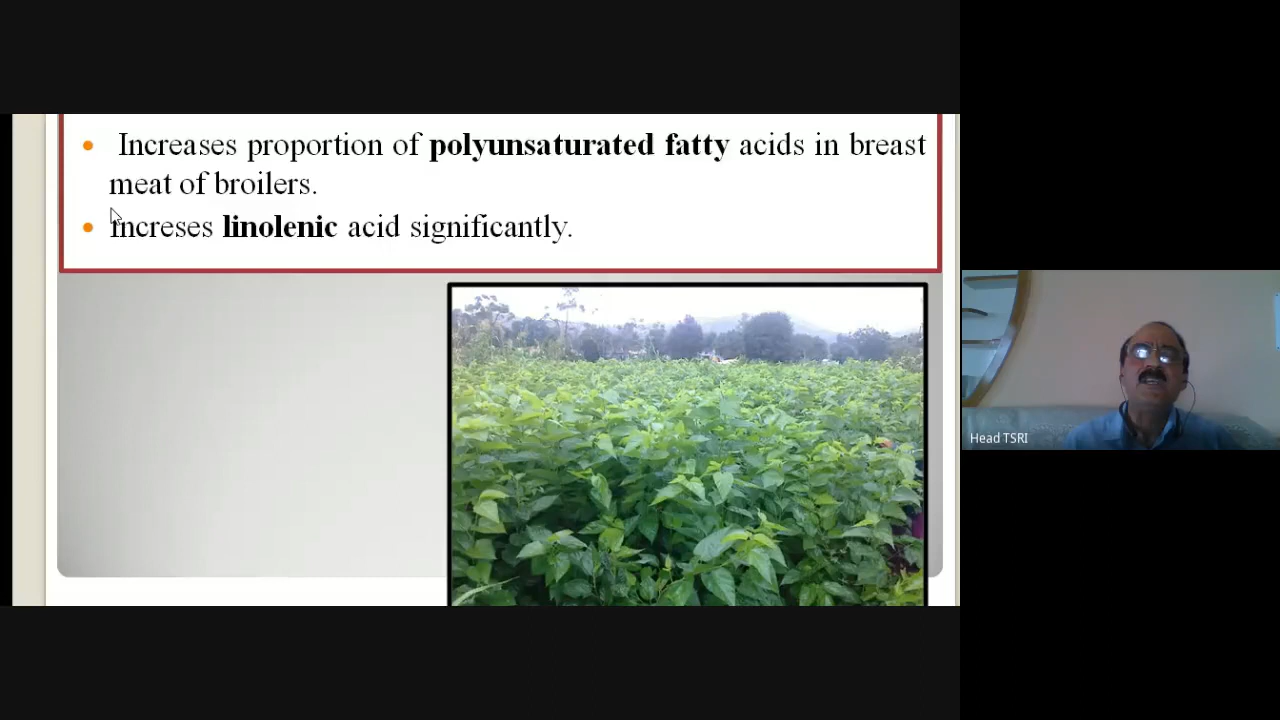 Increases proportion of polyunsaturated fatty acids in breast
meat of broilers.
Increses linolenic acid significantly.
Head TSRI